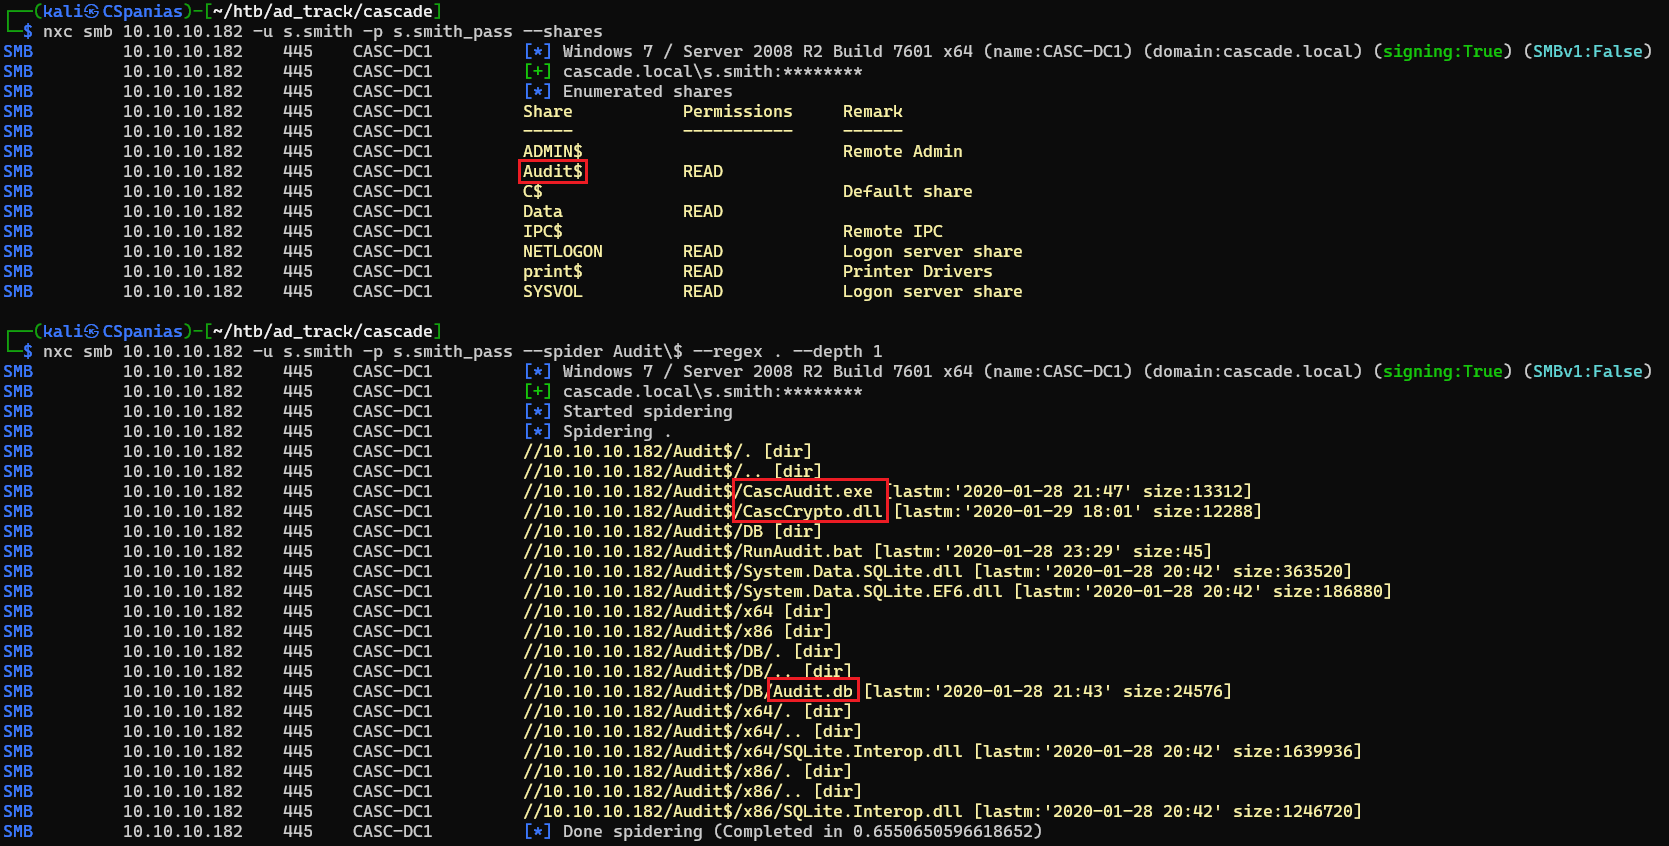 ┌──(kali㉿CSpanias)-[~/htb/ad_track/cascade]
└─$ nxc smb 10.10.10.182 -u s.smith -p s.smith_pass --shares
SMB         10.10.10.182    445    CASC-DC1         [*] Windows 7 / Server 2008 R2 Build 7601 x64 (name:CASC-DC1) (domain:cascade.local) (signing:True) (SMBv1:False)
SMB         10.10.10.182    445    CASC-DC1         [+] cascade.local\s.smith:********
SMB         10.10.10.182    445    CASC-DC1         [*] Enumerated shares
SMB         10.10.10.182    445    CASC-DC1         Share           Permissions     Remark
SMB         10.10.10.182    445    CASC-DC1         -----           -----------     ------
SMB         10.10.10.182    445    CASC-DC1         ADMIN$                          Remote Admin
SMB         10.10.10.182    445    CASC-DC1         Audit$          READ
SMB         10.10.10.182    445    CASC-DC1         C$                              Default share
SMB         10.10.10.182    445    CASC-DC1         Data            READ
SMB         10.10.10.182    445    CASC-DC1         IPC$                            Remote IPC
SMB         10.10.10.182    445    CASC-DC1         NETLOGON        READ            Logon server share
SMB         10.10.10.182    445    CASC-DC1         print$          READ            Printer Drivers
SMB         10.10.10.182    445    CASC-DC1         SYSVOL          READ            Logon server share
┌──(kali㉿CSpanias)-[~/htb/ad_track/cascade]
└─$ nxc smb 10.10.10.182 -u s.smith -p s.smith_pass --spider Audit\$ --regex . --depth 1
SMB         10.10.10.182    445    CASC-DC1         [*] Windows 7 / Server 2008 R2 Build 7601 x64 (name:CASC-DC1) (domain:cascade.local) (signing:True) (SMBv1:False)
SMB         10.10.10.182    445    CASC-DC1         [+] cascade.local\s.smith:********
SMB         10.10.10.182    445    CASC-DC1         [*] Started spidering
SMB         10.10.10.182    445    CASC-DC1         [*] Spidering .
SMB         10.10.10.182    445    CASC-DC1         //10.10.10.182/Audit$/. [dir]
SMB         10.10.10.182    445    CASC-DC1         //10.10.10.182/Audit$/.. [dir]
SMB         10.10.10.182    445    CASC-DC1         //10.10.10.182/Audit$/CascAudit.exe [lastm:'2020-01-28 21:47' size:13312]
SMB         10.10.10.182    445    CASC-DC1         //10.10.10.182/Audit$/CascCrypto.dll [lastm:'2020-01-29 18:01' size:12288]
SMB         10.10.10.182    445    CASC-DC1         //10.10.10.182/Audit$/DB [dir]
SMB         10.10.10.182    445    CASC-DC1         //10.10.10.182/Audit$/RunAudit.bat [lastm:'2020-01-28 23:29' size:45]
SMB         10.10.10.182    445    CASC-DC1         //10.10.10.182/Audit$/System.Data.SQLite.dll [lastm:'2020-01-28 20:42' size:363520]
SMB         10.10.10.182    445    CASC-DC1         //10.10.10.182/Audit$/System.Data.SQLite.EF6.dll [lastm:'2020-01-28 20:42' size:186880]
SMB         10.10.10.182    445    CASC-DC1         //10.10.10.182/Audit$/x64 [dir]
SMB         10.10.10.182    445    CASC-DC1         //10.10.10.182/Audit$/x86 [dir]
SMB         10.10.10.182    445    CASC-DC1         //10.10.10.182/Audit$/DB/. [dir]
SMB         10.10.10.182    445    CASC-DC1         //10.10.10.182/Audit$/DB/.. [dir]
SMB         10.10.10.182    445    CASC-DC1         //10.10.10.182/Audit$/DB/Audit.db [lastm:'2020-01-28 21:43' size:24576]
SMB         10.10.10.182    445    CASC-DC1         //10.10.10.182/Audit$/x64/. [dir]
SMB         10.10.10.182    445    CASC-DC1         //10.10.10.182/Audit$/x64/.. [dir]
SMB         10.10.10.182    445    CASC-DC1         //10.10.10.182/Audit$/x64/SQLite.Interop.dll [lastm:'2020-01-28 20:42' size:1639936]
SMB         10.10.10.182    445    CASC-DC1         //10.10.10.182/Audit$/x86/. [dir]
SMB         10.10.10.182    445    CASC-DC1         //10.10.10.182/Audit$/x86/.. [dir]
SMB         10.10.10.182    445    CASC-DC1         //10.10.10.182/Audit$/x86/SQLite.Interop.dll [lastm:'2020-01-28 20:42' size:1246720]
SMB         10.10.10.182    445    CASC-DC1         [*] Done spidering (Completed in 0.6550650596618652)